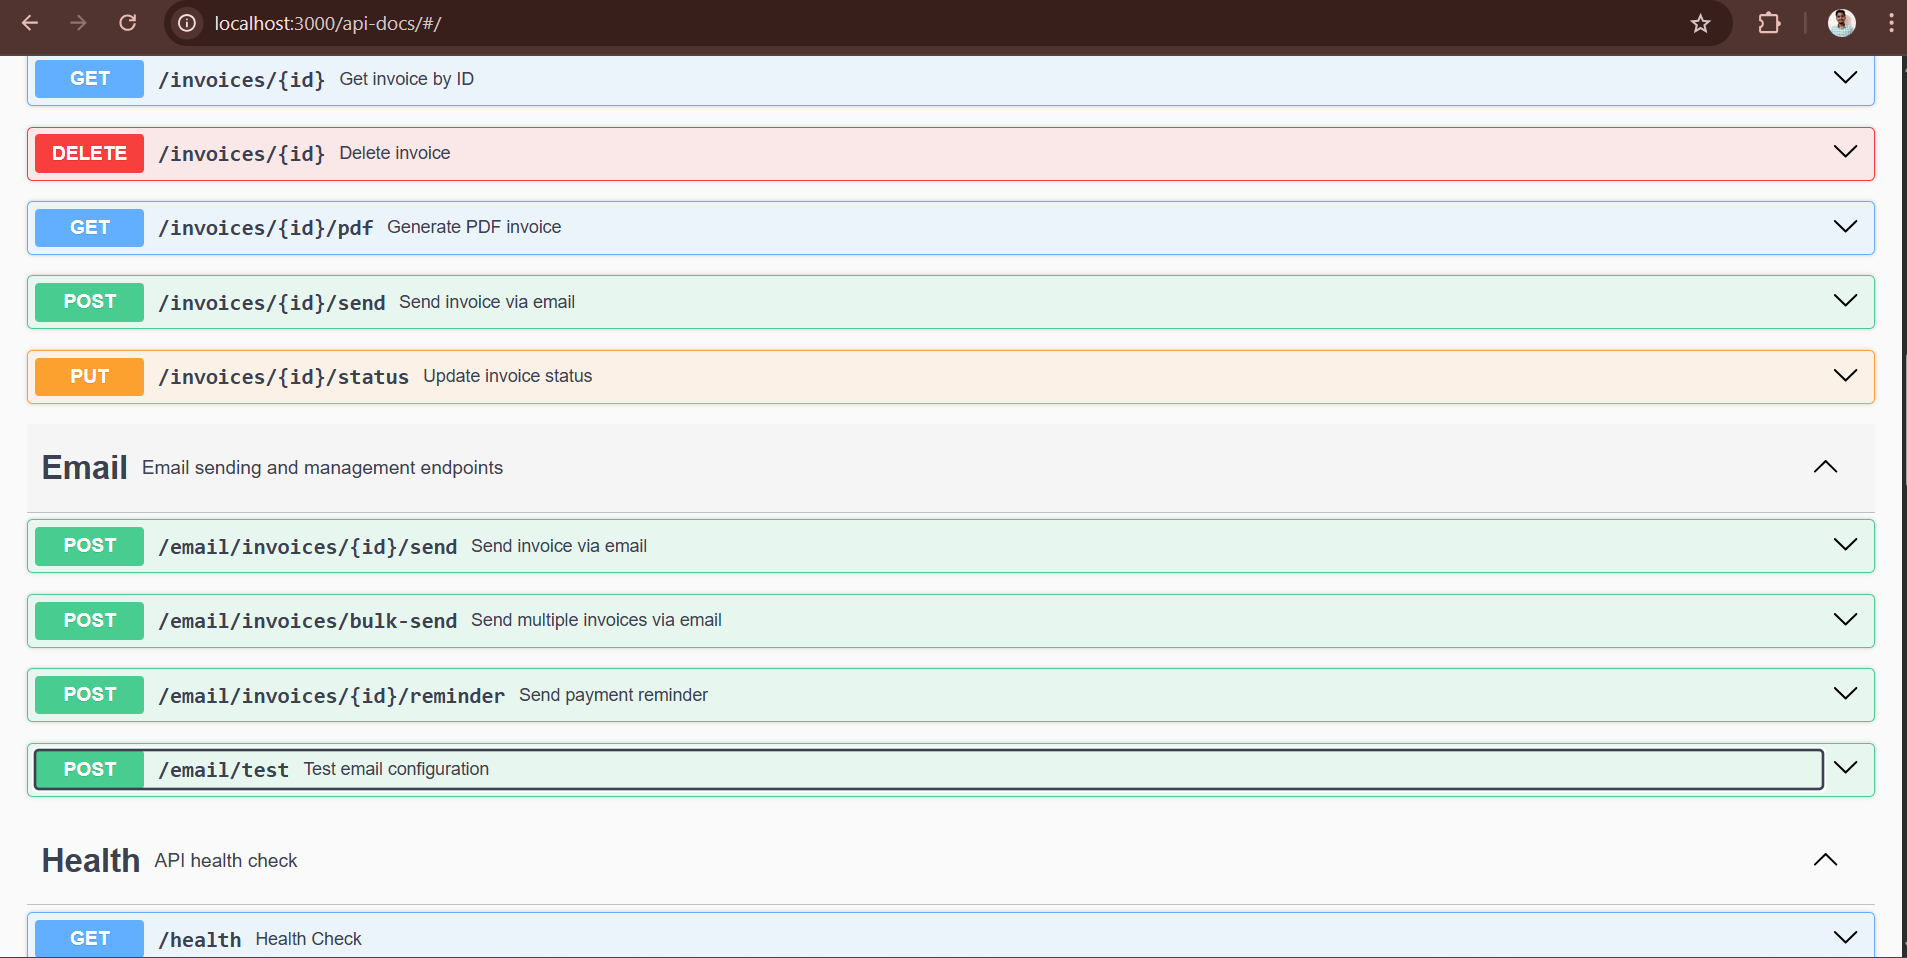 localhost:3000/api-docs/#/
GET /invoices/{id} Get invoice by ID
DELETE /invoices/{id} Delete invoice
GET /invoices/{id}/pdf Generate PDF invoice
POST /invoices/{id}/send Send invoice via email
PUT /invoices/{id}/status Update invoice status
Email Email sending and management endpoints
POST /email/invoices/{id}/send Send invoice via email
POST /email/invoices/bulk-send Send multiple invoices via email
POST /email/invoices/{id}/reminder Send payment reminder
POST /email/test Test email configuration
Health API health check
GET /health Health Check